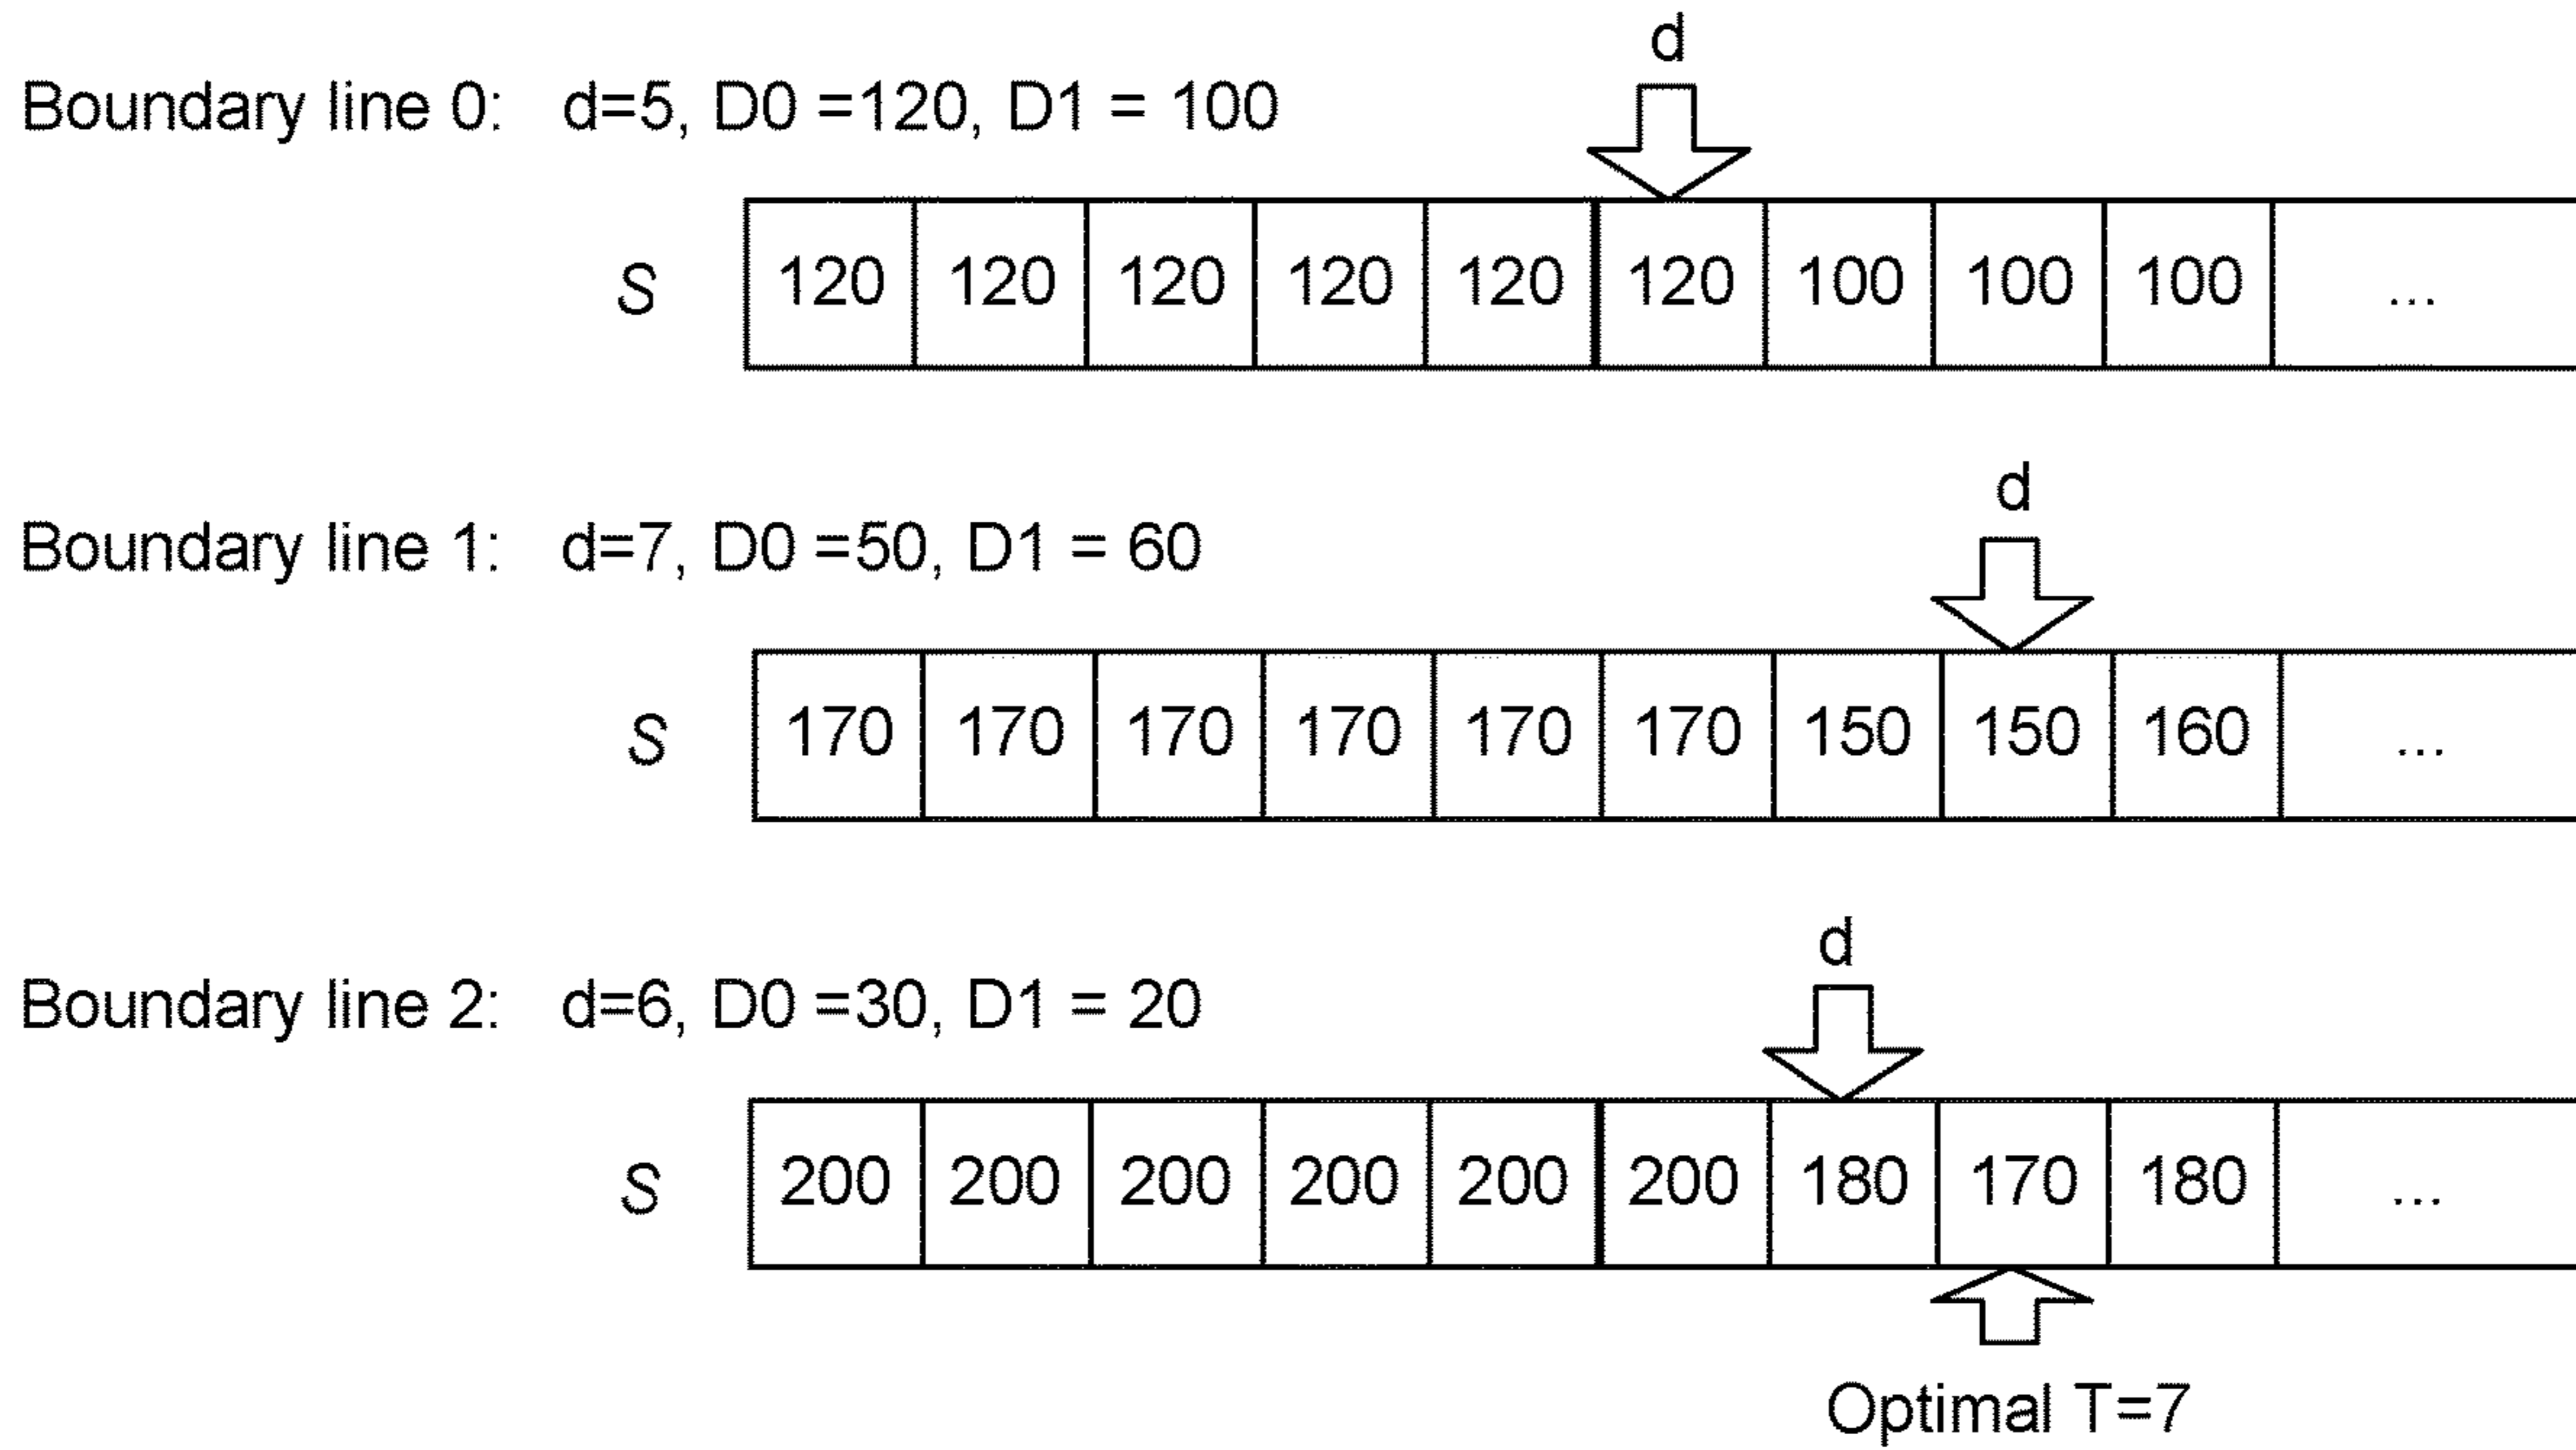 d
Boundary line 0: d=5, D0 =120, D1 = 100
S 120 120 120 120 120 120 100 100 100 ...
d
Boundary line 1: d=7, D0 =50, D1 = 60
S 170 170 170 170 170 170 150 150 160 ...
d
Boundary line 2: d=6, D0 =30, D1 = 20
S 200 200 200 200 200 200 180 170 180 ...
Optimal T=7